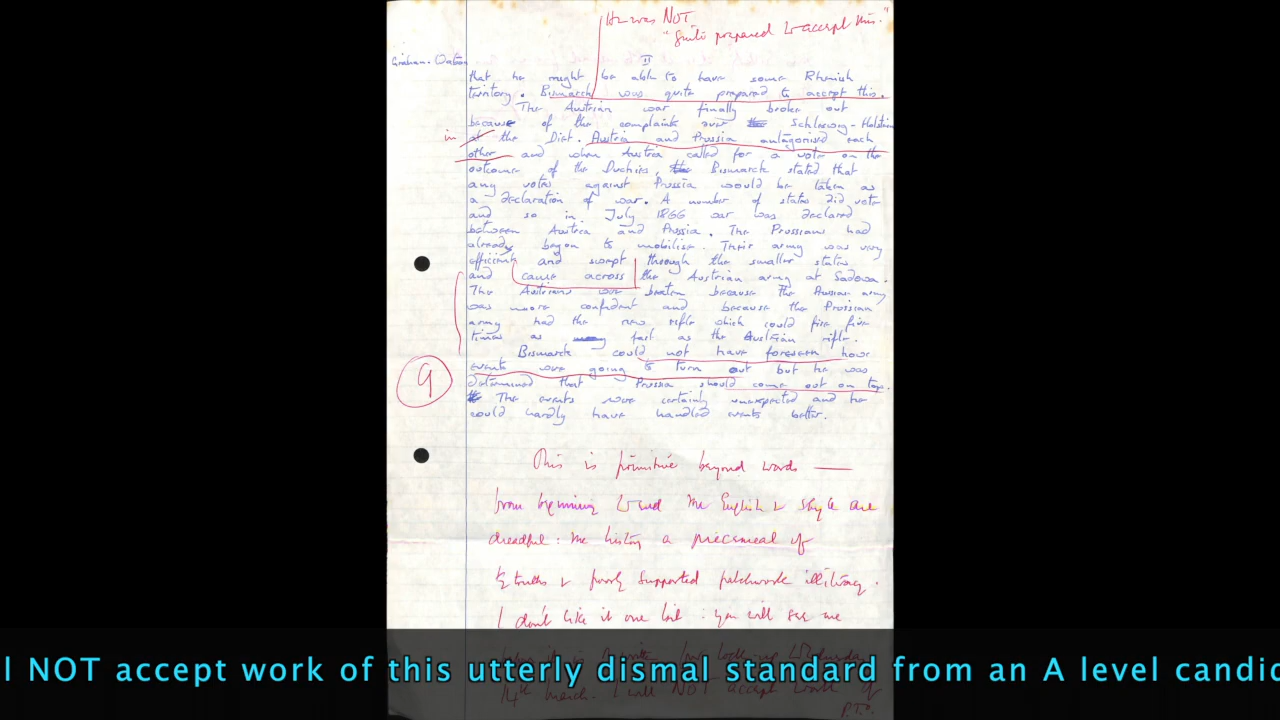 He was NOT
"quite prepared to accept this."
Graham. Watson
II
that he might be able to have some Rhenish
territory. Bismarck was quite prepared to accept this.
The Austrian war finally broke out
because of the complaints over Schleswig-Holstein
in at the Diet. Austria and Prussia antagonised each
other and when Austria called for a vote on the
outcome of the Duchies, Bismarck stated that
any votes against Prussia would be taken as
a declaration of war. A number of states did vote
and so in July 1866 war was declared
between Austria and Prussia. The Prussians had
already begun to mobilise. Their army was very
efficient and swept through the smaller states
and cause across the Austrian army at Sadowa.
The Austrians were beaten because the Prussian army
was more confident and because the Prussian
army had the new rifle which could fire five
times as fast as the Austrian rifle.
Bismarck could not have foreseen how
events were going to turn out but he was
determined that Prussia should come out on top.
The events were certainly unexpected and he
could hardly have handled events better.
9
This is primitive beyond words —
from beginning to end the English & style are
dreadful: the history a piecemeal of
½ truths & poorly supported patchwork illiteracy.
I don't like it one bit: you will see me
l NOT accept work of this utterly dismal standard from an A level candid
14th March. I will NOT accept work of
P.T.O.